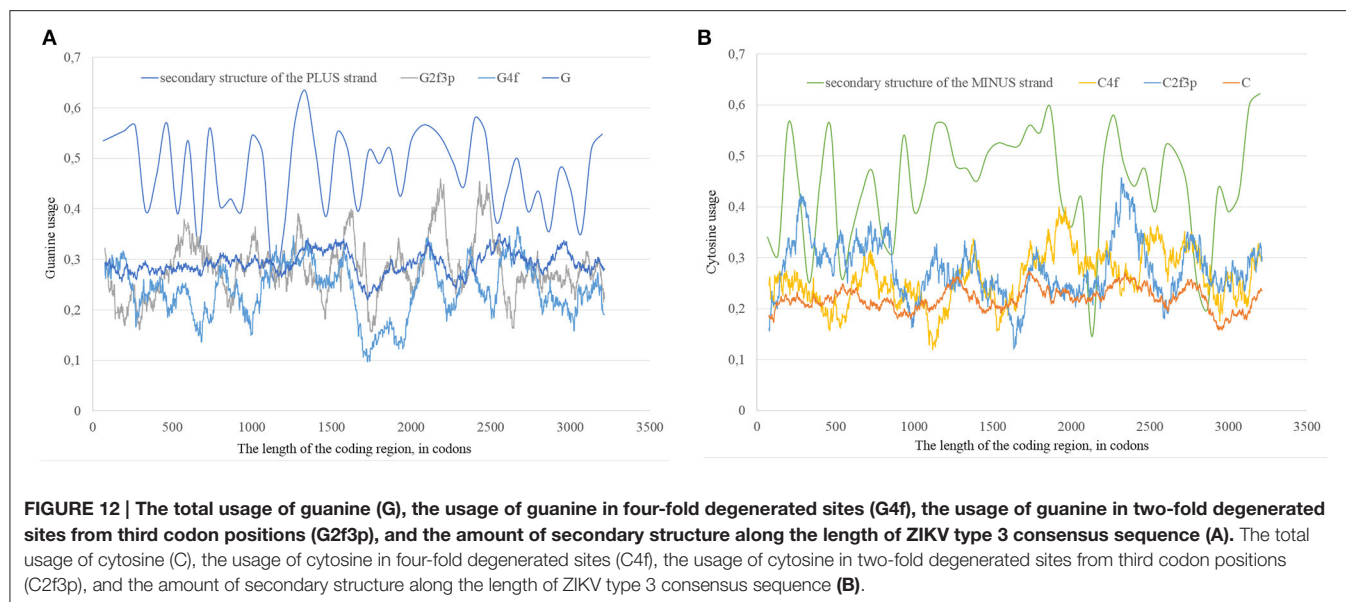 A
0,7
secondary structure of the PLUS strand
G2f3p
G4f
G
0,6
0,5
0,4
0,3
0,2
0,1
0
Guanine usage
0
500
1000
1500
2000
2500
3000
3500
The length of the coding region, in codons
B
0,7
secondary structure of the MINUS strand
C4f
C2f3p
C
0,6
0,5
0,4
0,3
0,2
0,1
0
Cytosine usage
0
500
1000
1500
2000
2500
3000
3500
The length of the coding region, in codons
FIGURE 12 | The total usage of guanine (G), the usage of guanine in four-fold degenerated sites (G4f), the usage of guanine in two-fold degenerated
sites from third codon positions (G2f3p), and the amount of secondary structure along the length of ZIKV type 3 consensus sequence (A). The total
usage of cytosine (C), the usage of cytosine in four-fold degenerated sites (C4f), the usage of cytosine in two-fold degenerated sites from third codon positions
(C2f3p), and the amount of secondary structure along the length of ZIKV type 3 consensus sequence (B).